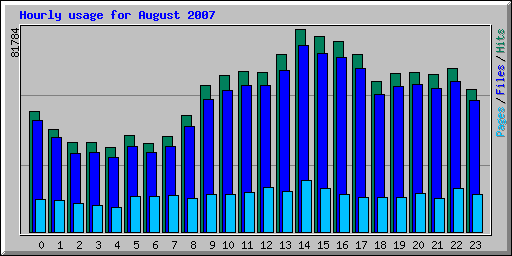 Hourly usage for August 2007
81784
Pages/Files/Hits
0 1 2 3 4 5 6 7 8 9 10 11 12 13 14 15 16 17 18 19 20 21 22 23